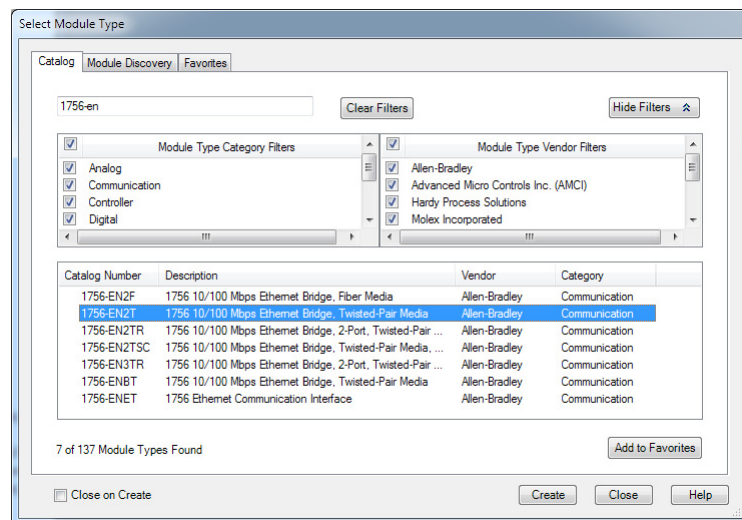 Select Module Type
Catalog Module Discovery Favorites
1756-en Clear Filters Hide Filters
Module Type Category Filters Module Type Vendor Filters
Analog Allen-Bradley
Communication Advanced Micro Controls Inc. (AMCI)
Controller Hardy Process Solutions
Digital Molex Incorporated
Catalog Number Description Vendor Category
1756-EN2F 1756 10/100 Mbps Ethernet Bridge, Fiber Media Allen-Bradley Communication
1756-EN2T 1756 10/100 Mbps Ethernet Bridge, Twisted-Pair Media Allen-Bradley Communication
1756-EN2TR 1756 10/100 Mbps Ethernet Bridge, 2-Port, Twisted-Pair ... Allen-Bradley Communication
1756-EN2TSC 1756 10/100 Mbps Ethernet Bridge, Twisted-Pair Media, ... Allen-Bradley Communication
1756-EN3TR 1756 10/100 Mbps Ethernet Bridge, 2-Port, Twisted-Pair ... Allen-Bradley Communication
1756-ENBT 1756 10/100 Mbps Ethernet Bridge, Twisted-Pair Media Allen-Bradley Communication
1756-ENET 1756 Ethernet Communication Interface Allen-Bradley Communication
7 of 137 Module Types Found Add to Favorites
Close on Create Create Close Help